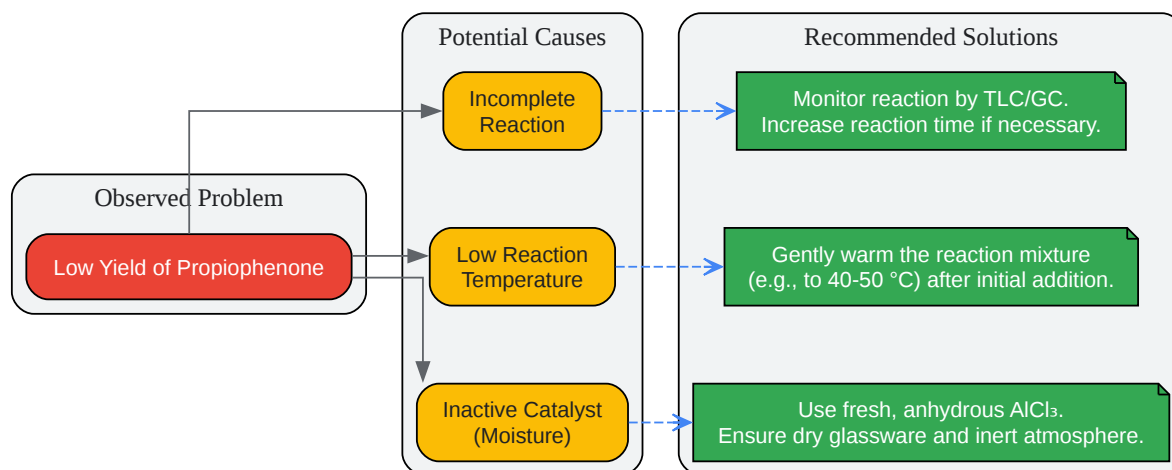 Potential Causes
Recommended Solutions
Incomplete
Reaction
Monitor reaction by TLC/GC.
Increase reaction time if necessary.
Observed Problem
Low Yield of Propiophenone
Low Reaction
Temperature
Gently warm the reaction mixture
(e.g., to 40-50 °C) after initial addition.
Inactive Catalyst
(Moisture)
Use fresh, anhydrous AlCl₃.
Ensure dry glassware and inert atmosphere.